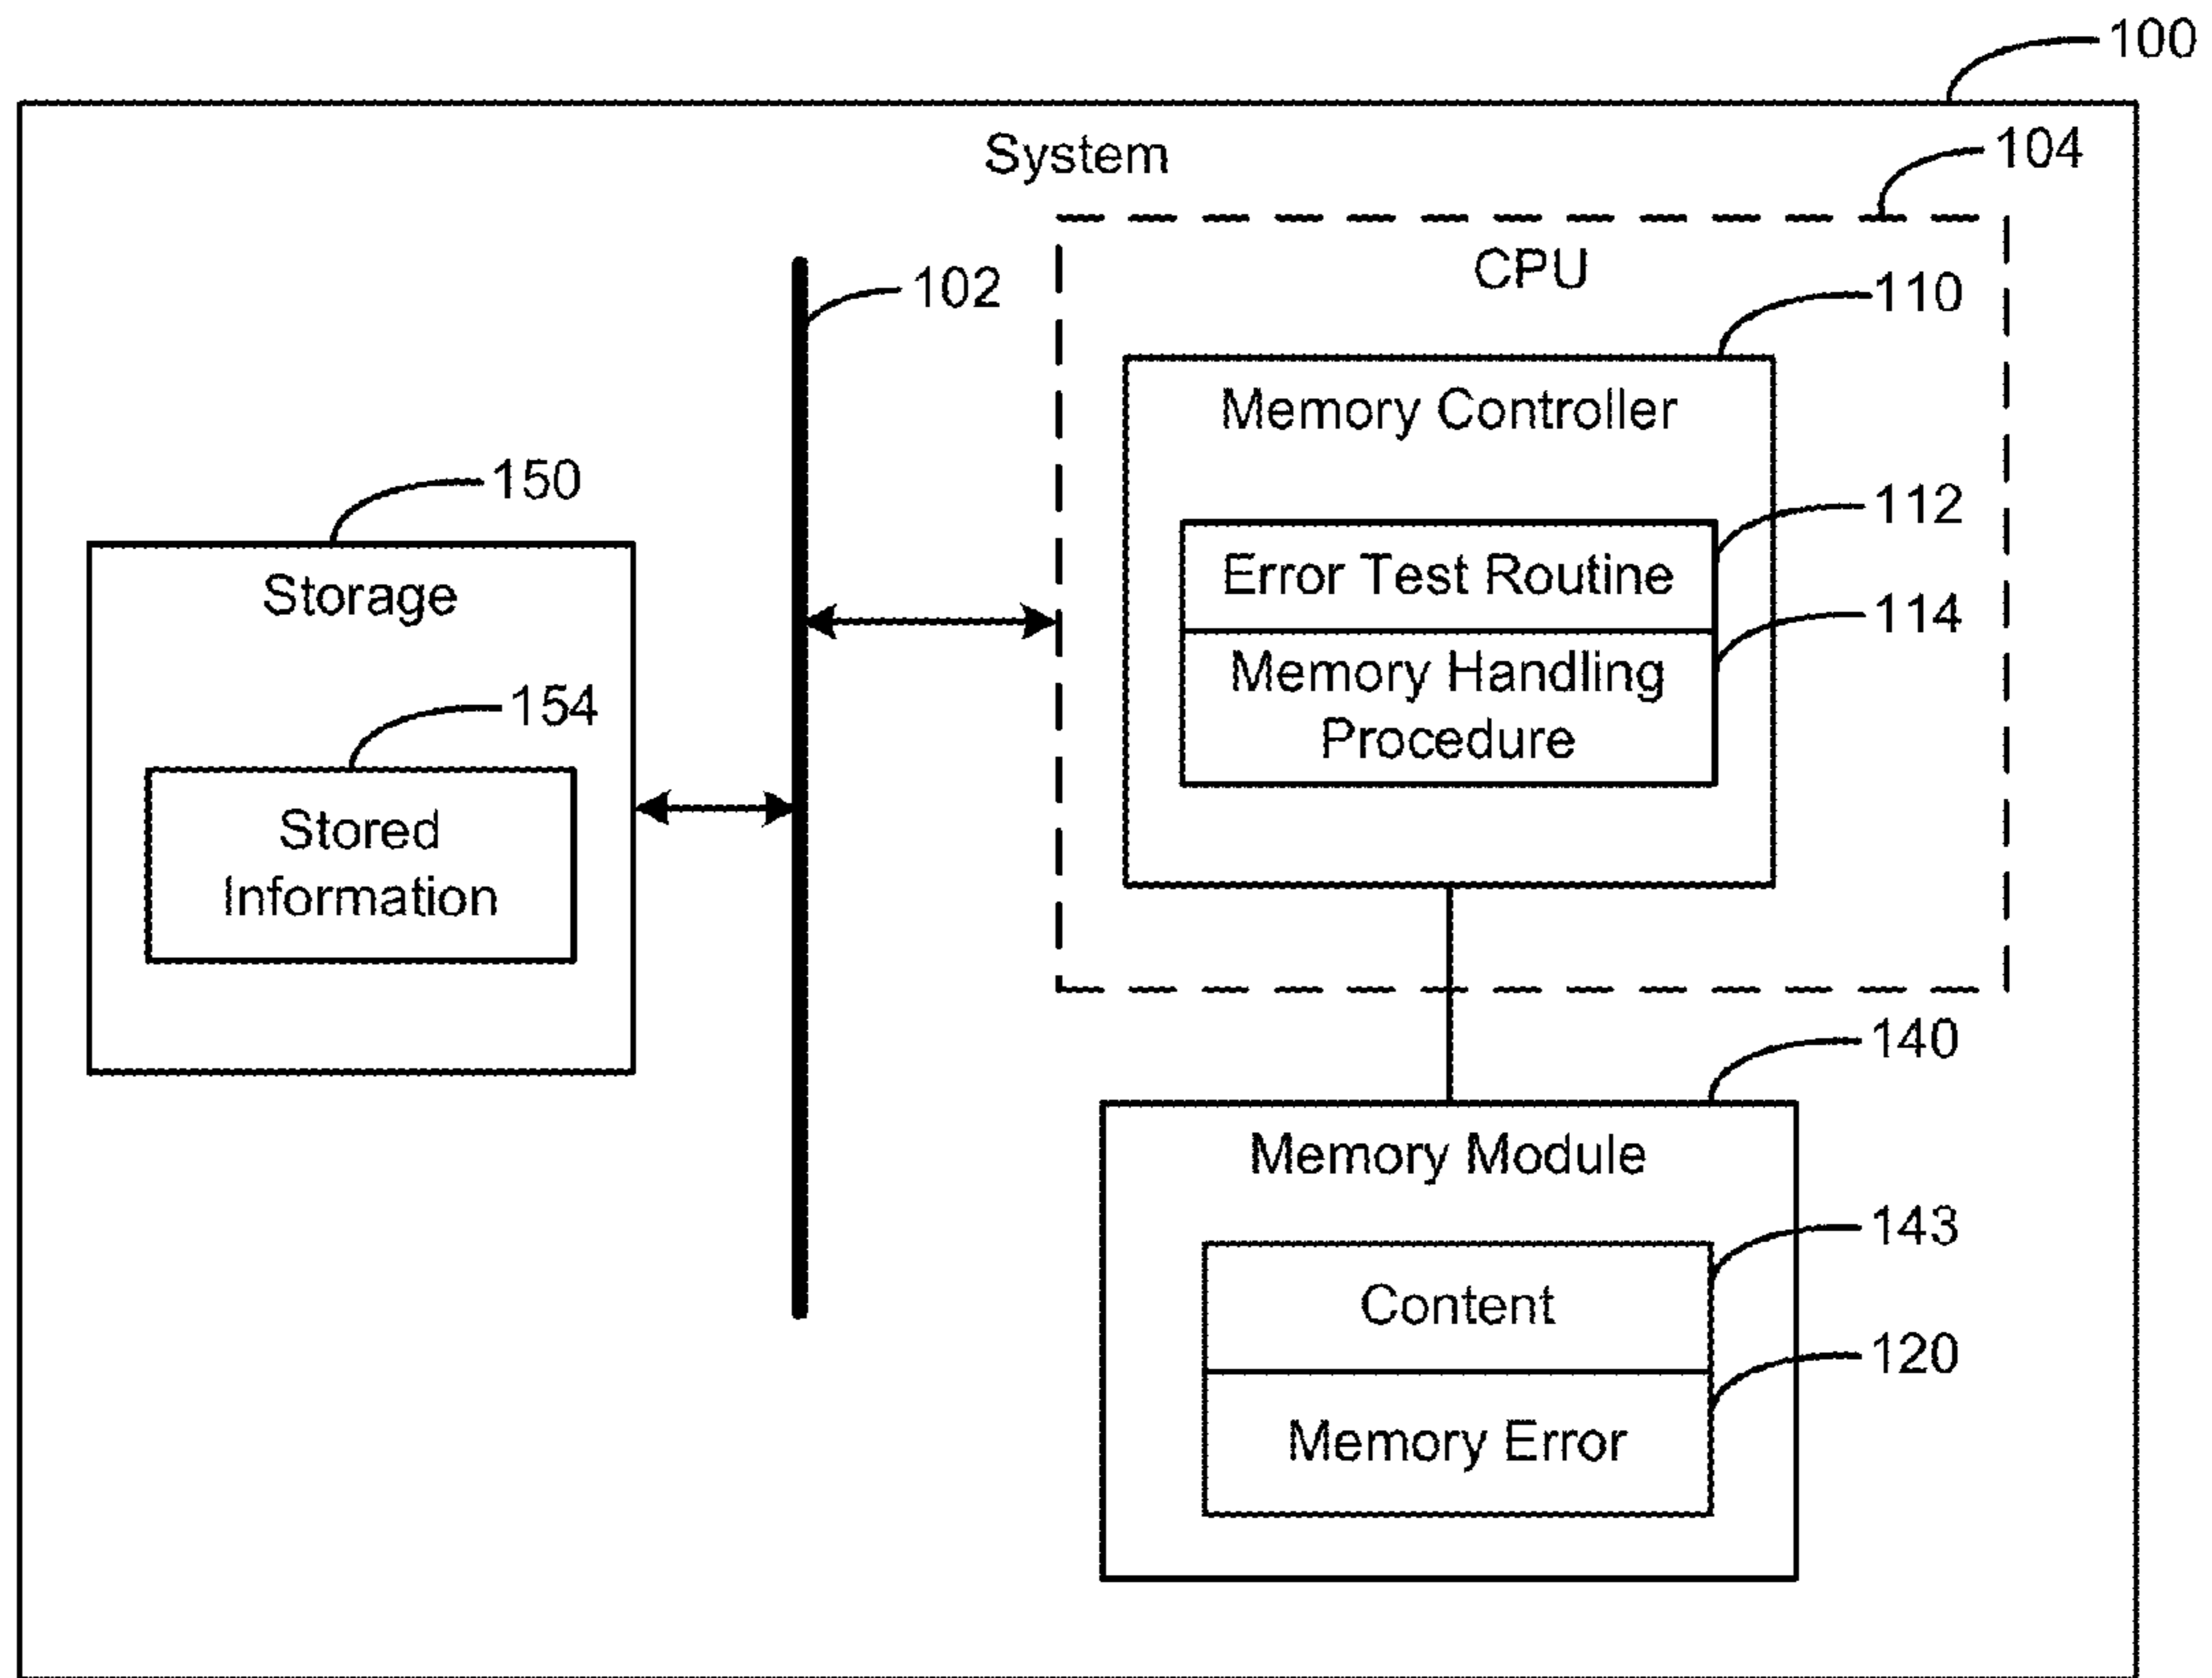 100
System
104
CPU
102
110
Memory Controller
150
112
Storage
Error Test Routine
114
Memory Handling
Procedure
154
Stored
Information
140
Memory Module
143
Content
120
Memory Error